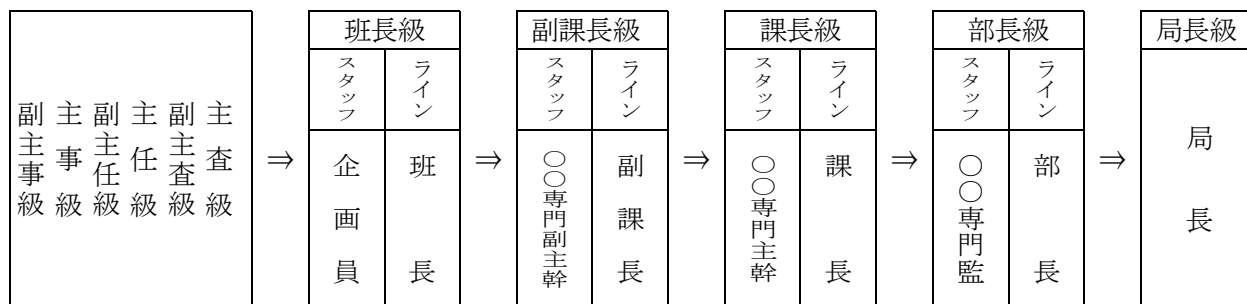 副主事級
主事級
副主任級
主任級
副主査級
主査級
⇒
班長級
スタッフ
ライン
企画員
班長
⇒
副課長級
スタッフ
ライン
○○専門副主幹
副課長
⇒
課長級
スタッフ
ライン
○○専門主幹
課長
⇒
部長級
スタッフ
ライン
○○専門監
部長
⇒
局長級
局長